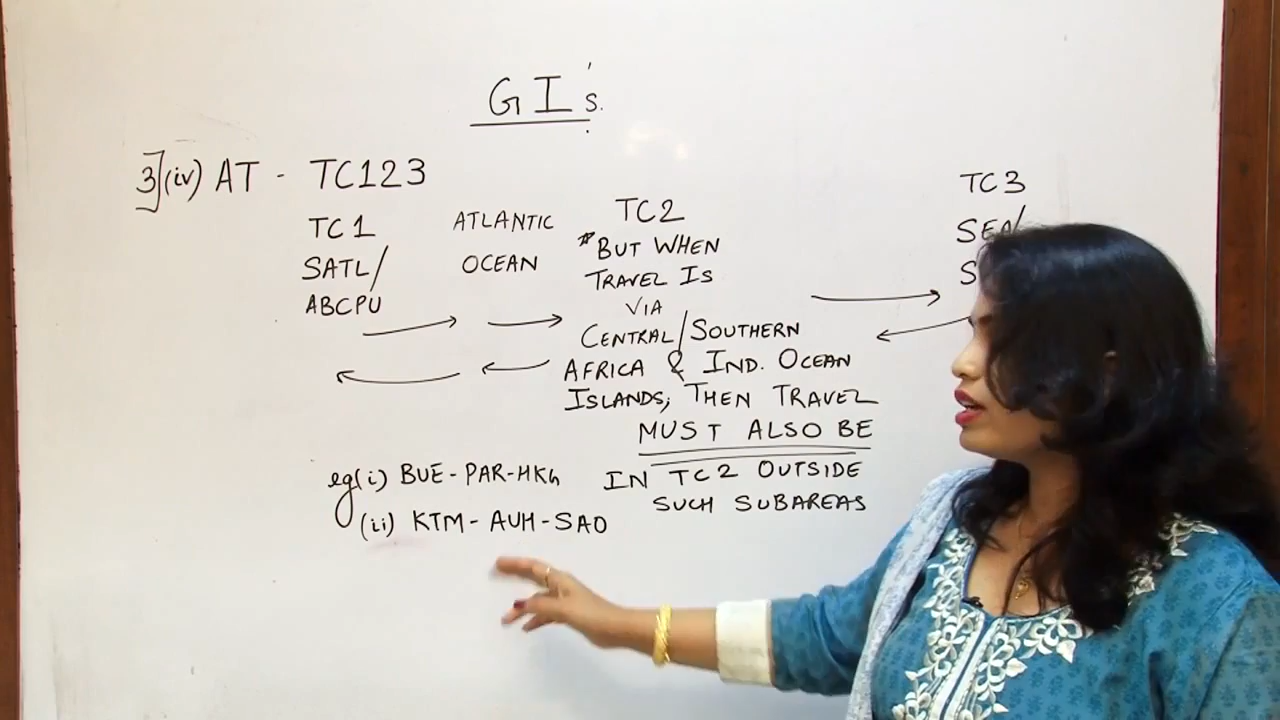 GI's.
3](iv) AT - TC123
TC1
SATL/
ABCPU
ATLANTIC
OCEAN
TC2
*BUT WHEN
TRAVEL IS
VIA
CENTRAL/SOUTHERN
AFRICA & IND. OCEAN
ISLANDS, THEN TRAVEL
MUST ALSO BE
IN TC2 OUTSIDE
SUCH SUBAREAS
TC3
SEA/
eg(i) BUE-PAR-HKG
(ii) KTM-AUH-SAO